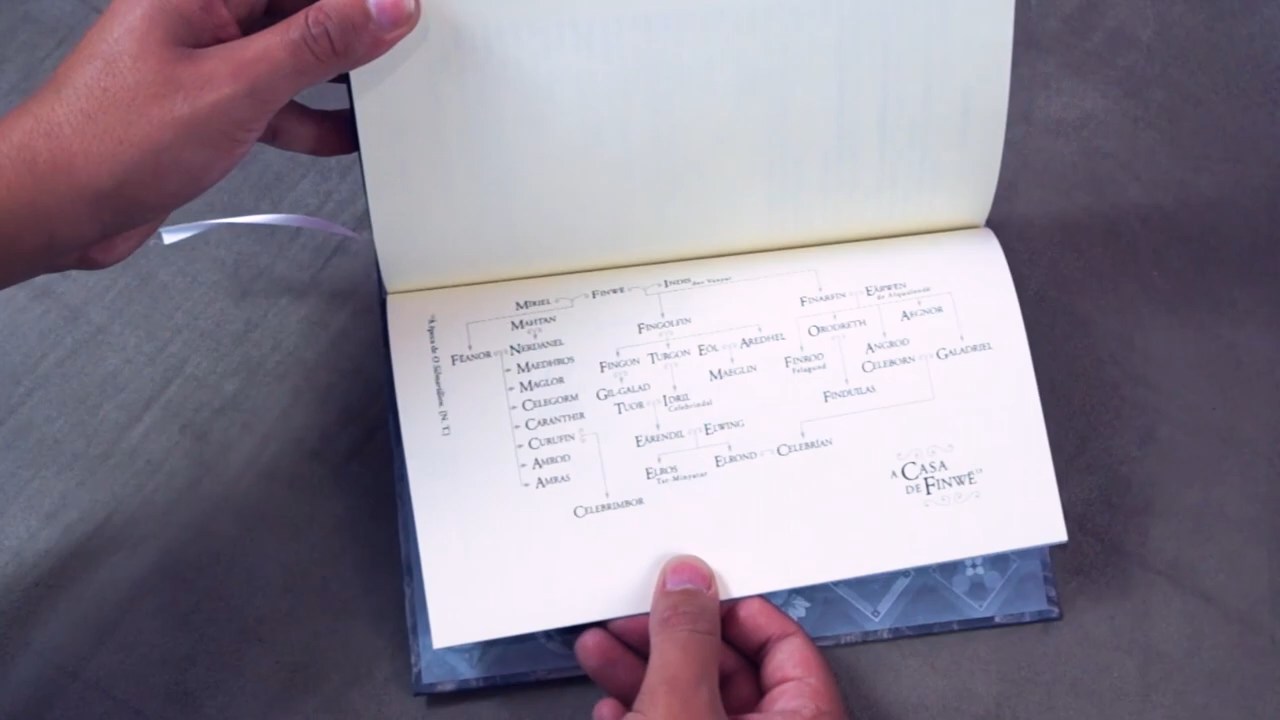 MÍRIEL FINWË INDIS dos Vanyar
MAHTAN
FËANOR NERDANEL
MAEDHROS
MAGLOR
CELEGORM
CARANTHIR
CURUFIN
AMROD
AMRAS
CELEBRIMBOR
FINGOLFIN
FINGON TURGON EÖL AREDHEL
GIL-GALAD
MAEGLIN
TUOR IDRIL
Celebrindal
EÄRENDIL ELWING
ELROS
Tar-Minyatur
ELROND CELEBRÍAN
FINARFIN EÄRWEN
de Alqualondë
FINROD
Felagund
ORODRETH
ANGROD
AEGNOR
CELEBORN GALADRIEL
FINDUILAS
A CASA
DE FINWË